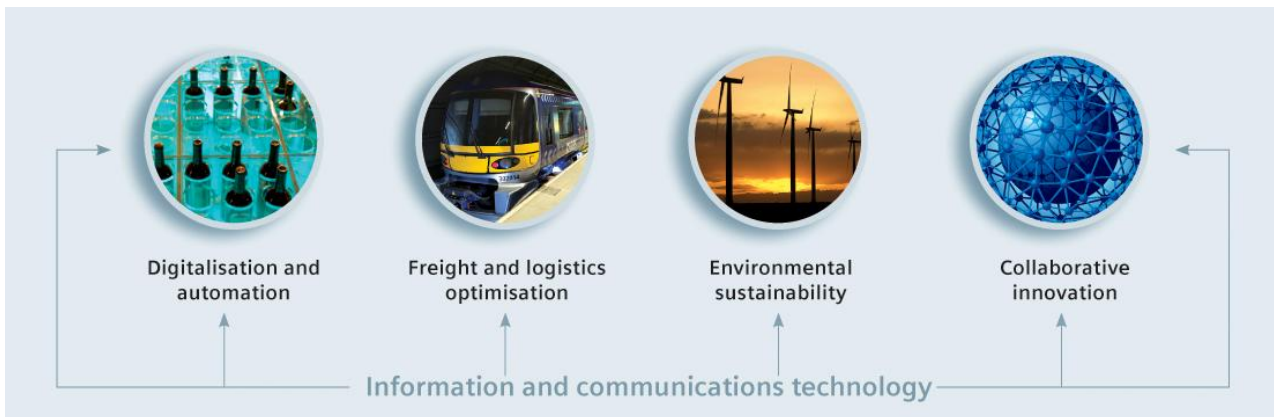 Digitalisation and
automation
Freight and logistics
optimisation
Environmental
sustainability
Collaborative
innovation
Information and communications technology